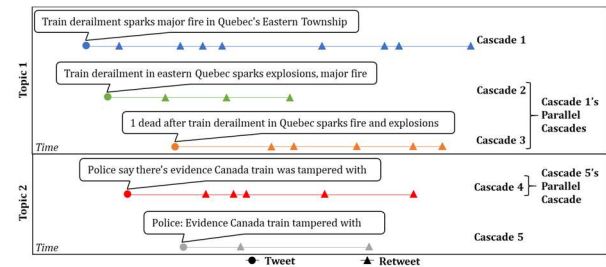 Topic 1
Train derailment sparks major fire in Quebec's Eastern Township
Cascade 1
Train derailment in eastern Quebec sparks explosions, major fire
Cascade 2
1 dead after train derailment in Quebec sparks fire and explosions
Cascade 3
Cascade 1's
Parallel
Cascades
Time
Topic 2
Police say there's evidence Canada train was tampered with
Cascade 4
Cascade 5's
Parallel
Cascade
Police: Evidence Canada train tampered with
Cascade 5
Time
Tweet
Retweet